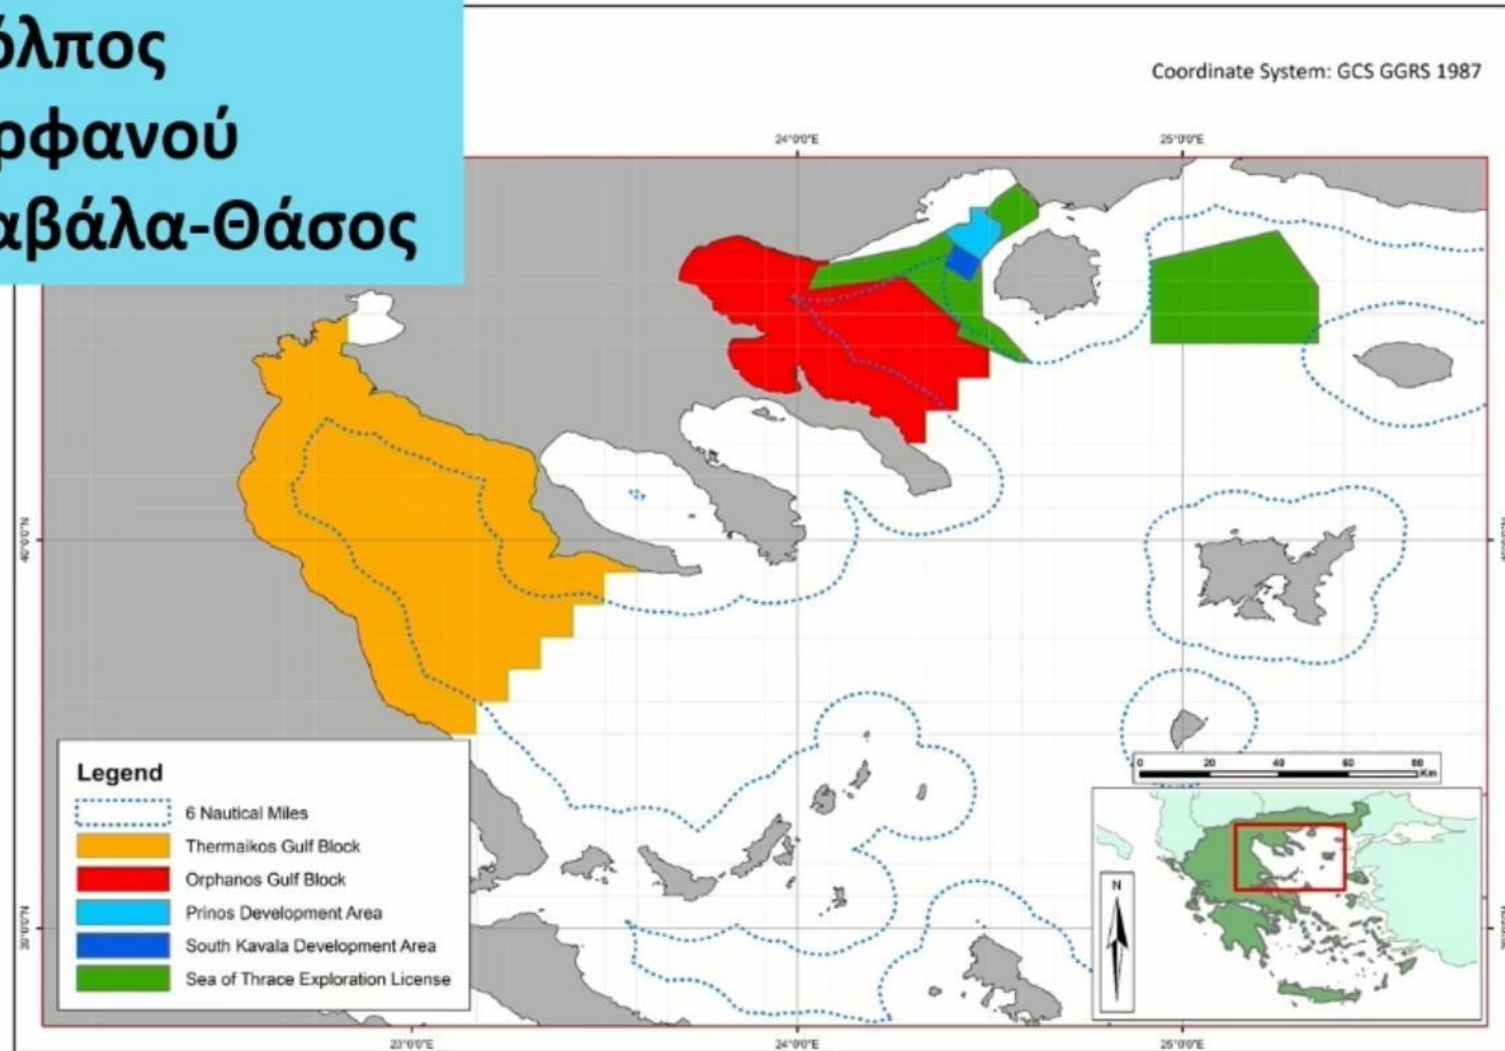 όλπος
ρφανού
αβάλα-Θάσος
Coordinate System: GCS GGRS 1987
24°0'0"E
25°0'0"E
Legend
6 Nautical Miles
Thermaikos Gulf Block
Orphanos Gulf Block
Prinos Development Area
South Kavala Development Area
Sea of Thrace Exploration License
0 20 40 60 80
Km
N
23°0'0"E
24°0'0"E
25°0'0"E